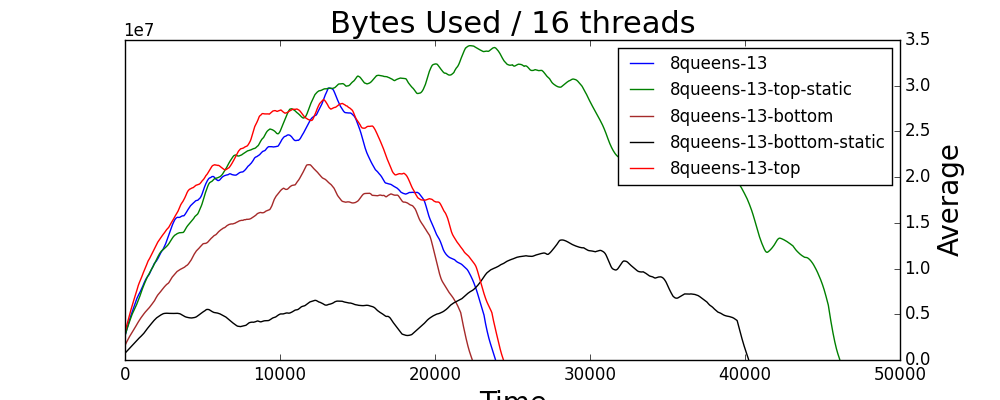 Bytes Used / 16 threads
1e7
3.5
3.0
2.5
2.0
1.5
1.0
0.5
0.0
Average
8queens-13
8queens-13-top-static
8queens-13-bottom
8queens-13-bottom-static
8queens-13-top
0 10000 20000 30000 40000 50000
Time